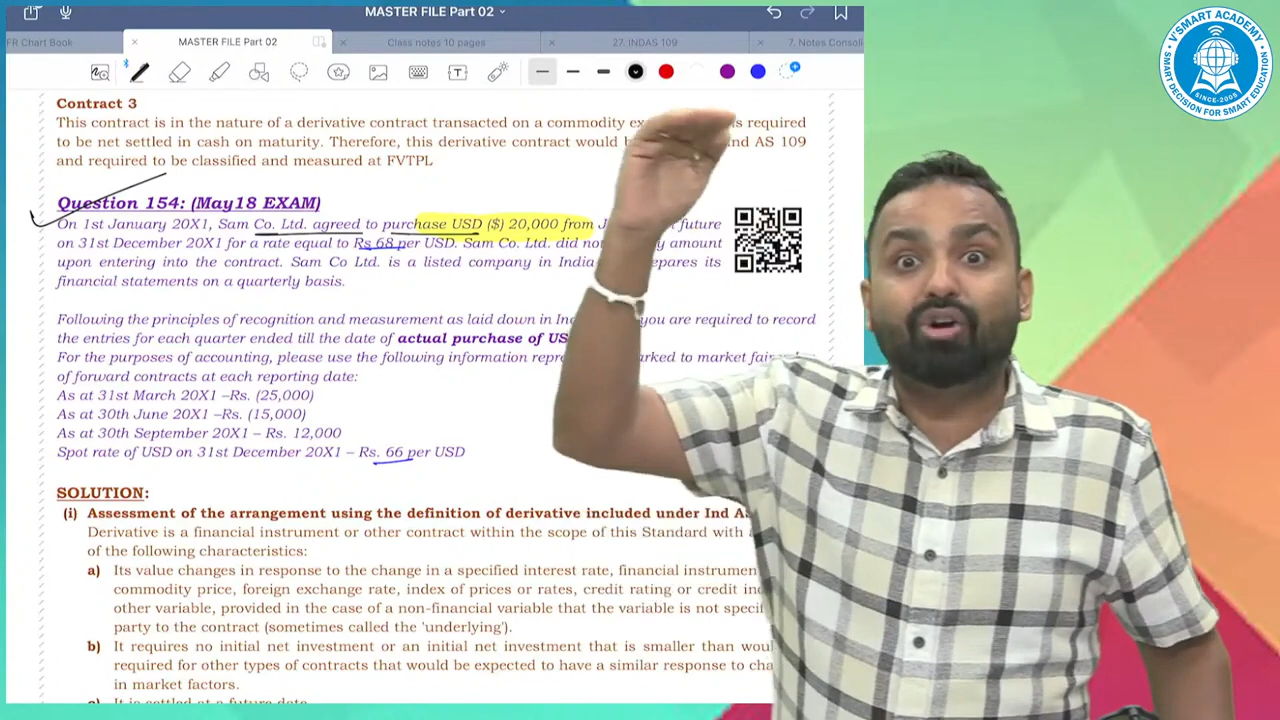 MASTER FILE Part 02
FR Chart Book
MASTER FILE Part 02
Class notes 10 pages
27. INDAS 109
7. Notes Consoli
V'SMART ACADEMY
SMART DECISION FOR SMART EDUCATION
SINCE-2005
Contract 3
This contract is in the nature of a derivative contract transacted on a commodity is required
to be net settled in cash on maturity. Therefore, this derivative contract would 109
and required to be classified and measured at FVTPL
Question 154: (May18 EXAM)
On 1st January 20X1, Sam Co. Ltd. agreed to purchase USD ($) 20,000 from future
on 31st December 20X1 for a rate equal to Rs 68 per USD. Sam Co. Ltd. did amount
upon entering into the contract. Sam Co Ltd. is a listed company in its
financial statements on a quarterly basis.
Following the principles of recognition and measurement as laid down in you are required to record
the entries for each quarter ended till the date of actual purchase of
For the purposes of accounting, please use the following information to market
of forward contracts at each reporting date:
As at 31st March 20X1 –Rs. (25,000)
As at 30th June 20X1 –Rs. (15,000)
As at 30th September 20X1 – Rs. 12,000
Spot rate of USD on 31st December 20X1 – Rs. 66 per USD
SOLUTION:
(i) Assessment of the arrangement using the definition of derivative included under Ind
Derivative is a financial instrument or other contract within the scope of this Standard with
of the following characteristics:
a) Its value changes in response to the change in a specified interest rate, financial
commodity price, foreign exchange rate, index of prices or rates, credit rating or credit
other variable, provided in the case of a non-financial variable that the variable is not
party to the contract (sometimes called the 'underlying').
b) It requires no initial net investment or an initial net investment that is smaller than
required for other types of contracts that would be expected to have a similar response to
in market factors.
It is settled at a future date